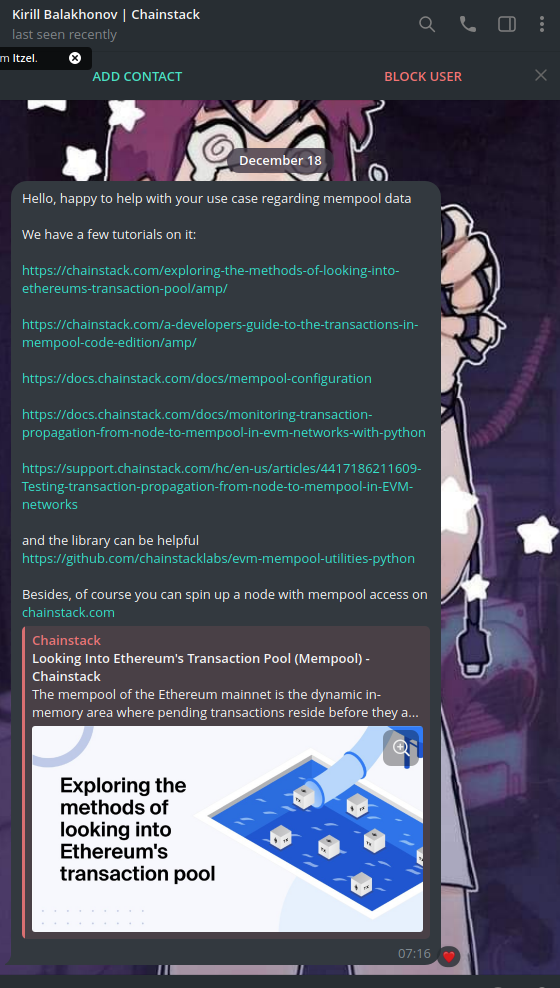 Kirill Balakhonov | Chainstack
last seen recently
m Itzel.
ADD CONTACT
BLOCK USER
December 18
Hello, happy to help with your use case regarding mempool data
We have a few tutorials on it:
https://chainstack.com/exploring-the-methods-of-looking-into-
ethereums-transaction-pool/amp/
https://chainstack.com/a-developers-guide-to-the-transactions-in-
mempool-code-edition/amp/
https://docs.chainstack.com/docs/mempool-configuration
https://docs.chainstack.com/docs/monitoring-transaction-
propagation-from-node-to-mempool-in-evm-networks-with-python
https://support.chainstack.com/hc/en-us/articles/4417186211609-
Testing-transaction-propagation-from-node-to-mempool-in-EVM-
networks
and the library can be helpful
https://github.com/chainstacklabs/evm-mempool-utilities-python
Besides, of course you can spin up a node with mempool access on
chainstack.com
Chainstack
Looking Into Ethereum's Transaction Pool (Mempool) -
Chainstack
The mempool of the Ethereum mainnet is the dynamic in-
memory area where pending transactions reside before they a...
Exploring the
methods of
looking into
Ethereum's
transaction pool
07:16